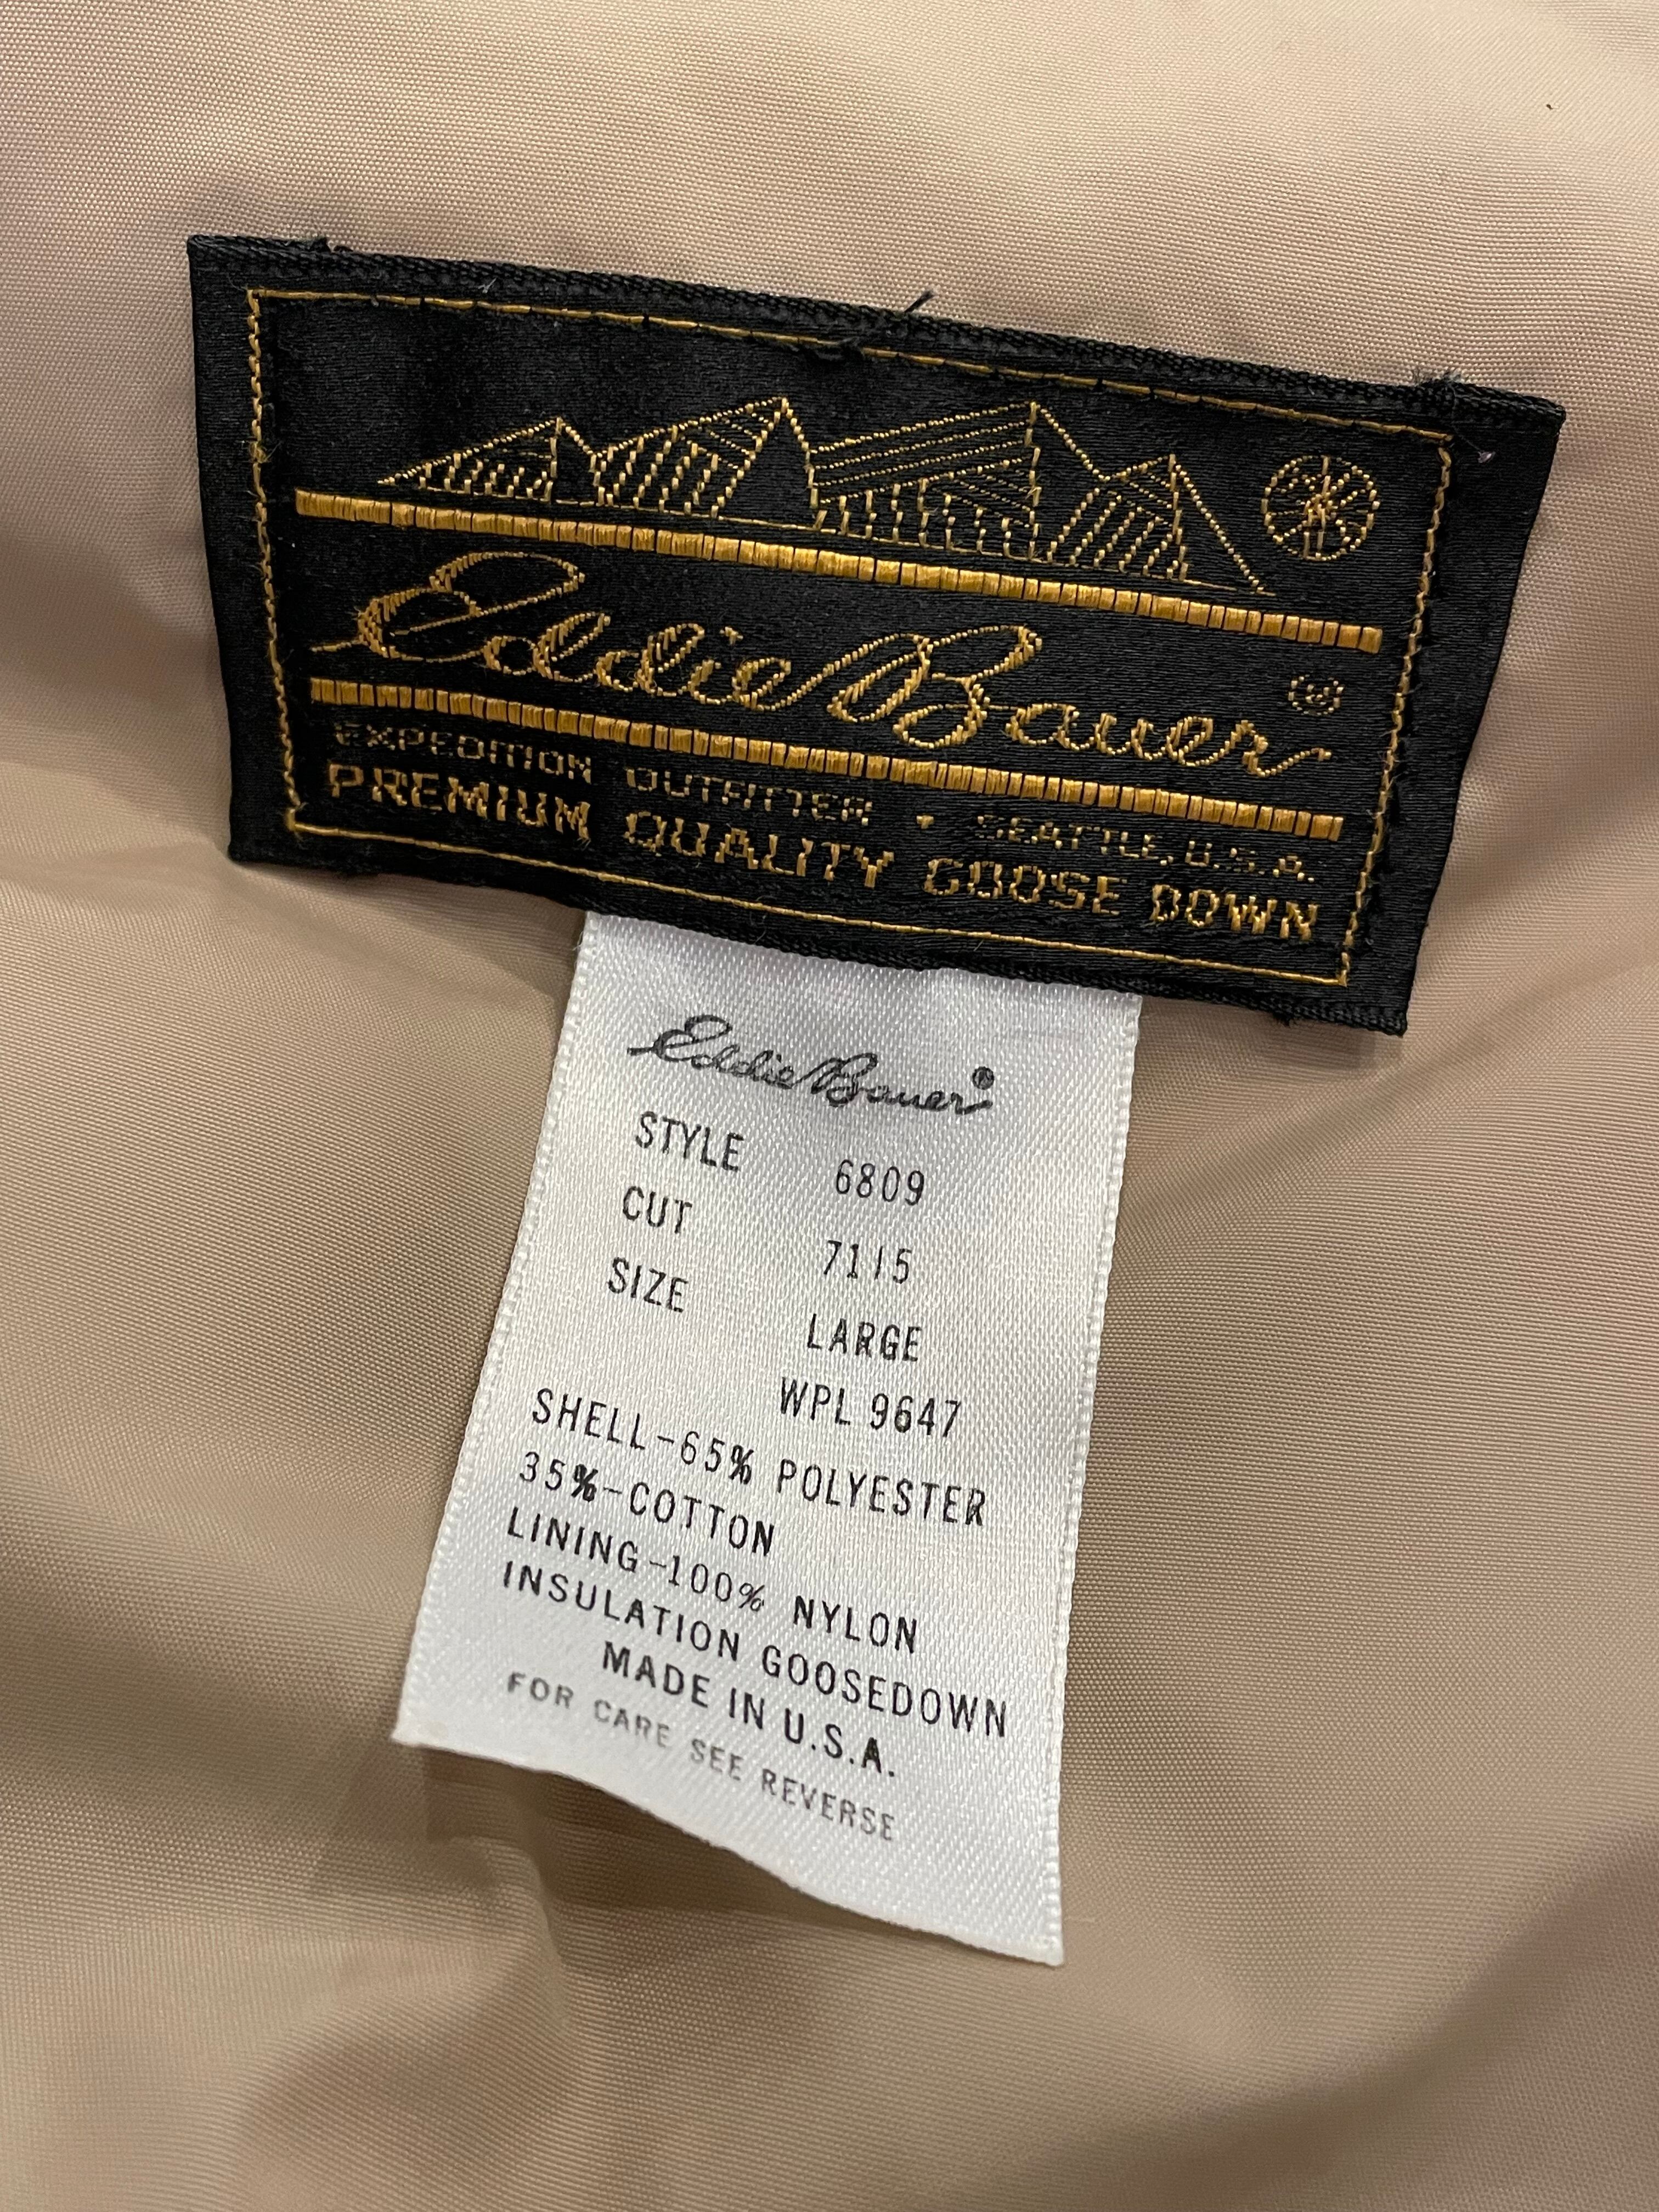 Eddie Bauer ®
EXPEDITION OUTFITTER • SEATTLE, U.S.A.
PREMIUM QUALITY GOOSE DOWN
Eddie Bauer®
STYLE 6809
CUT 7115
SIZE LARGE
WPL 9647
SHELL-65% POLYESTER
35%-COTTON
LINING-100% NYLON
INSULATION GOOSEDOWN
MADE IN U.S.A.
FOR CARE SEE REVERSE